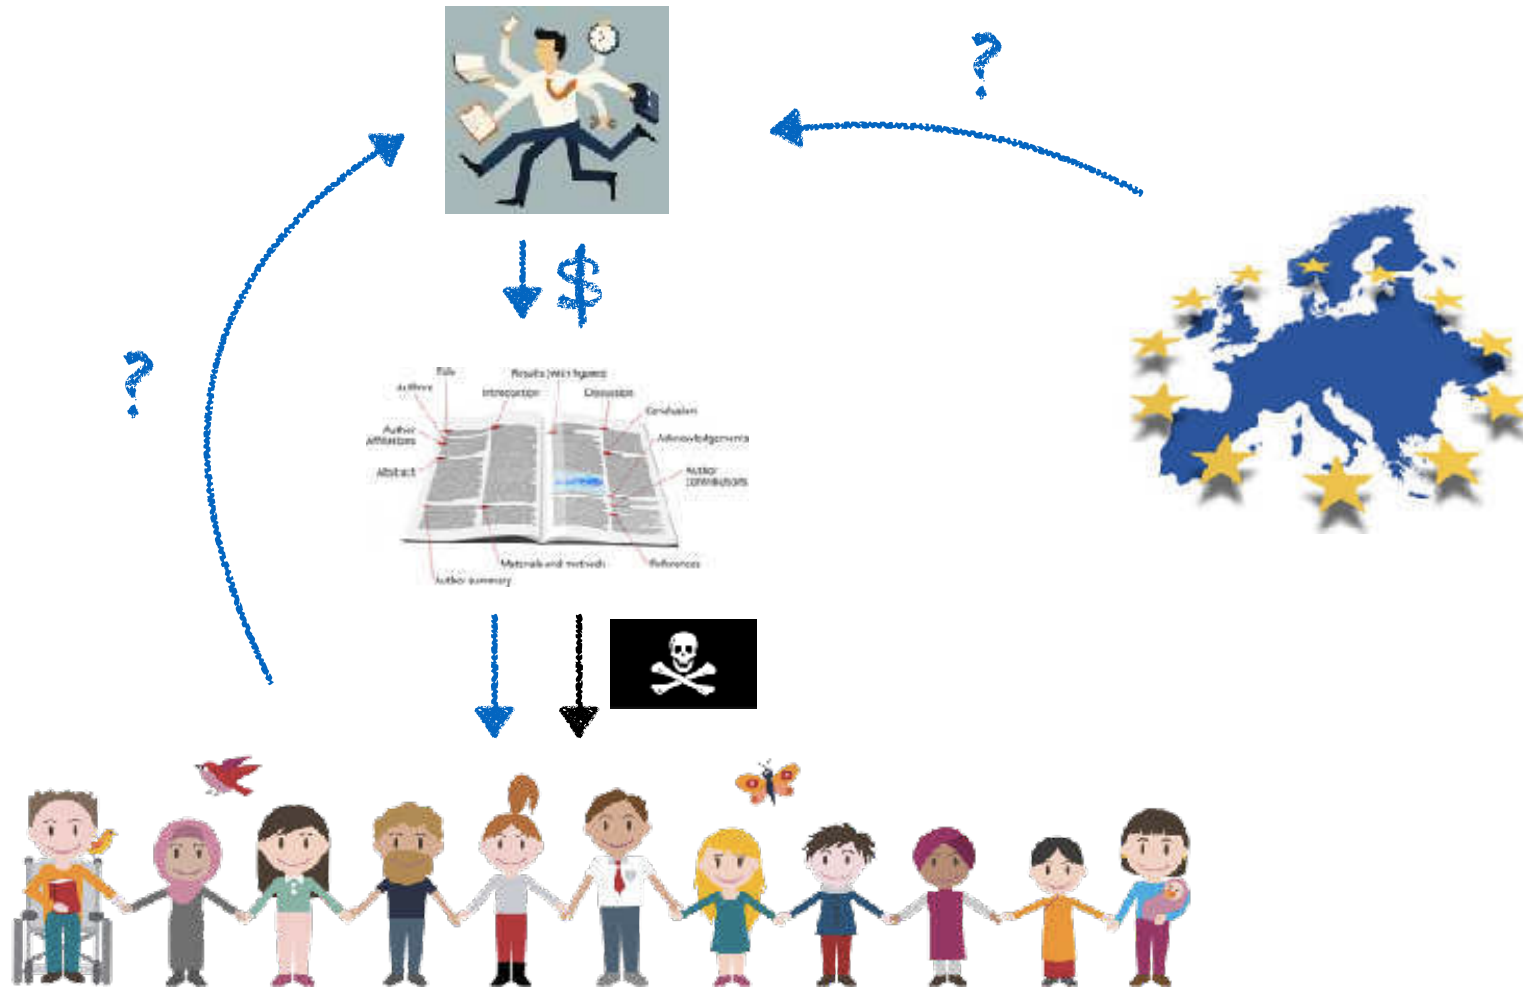 ?
$
?
Title
Results (with figures)
Authors
Introduction
Discussion
Conclusion
Author
affiliations
Acknowledgements
Abstract
Author
contributions
Materials and methods
References
Author summary